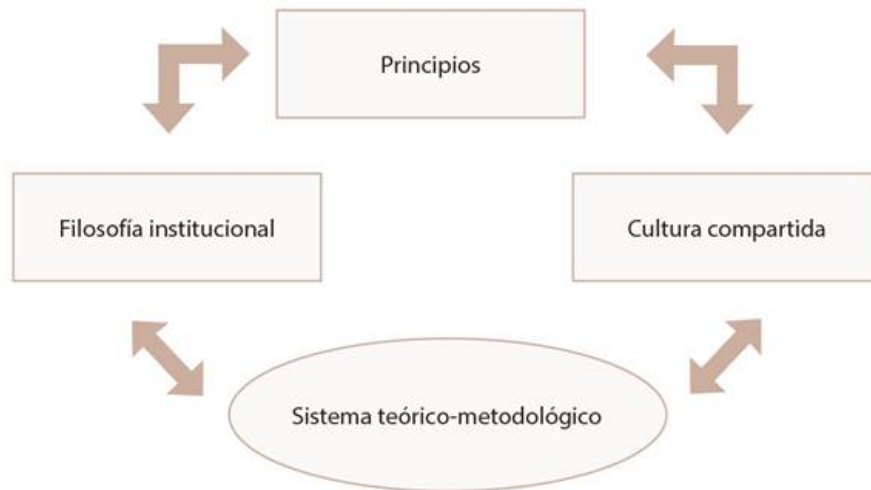 Principios
Filosofía institucional
Cultura compartida
Sistema teórico-metodológico